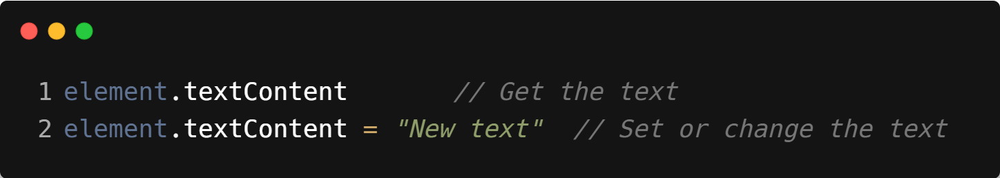 1 element.textContent       // Get the text
2 element.textContent = "New text"  // Set or change the text